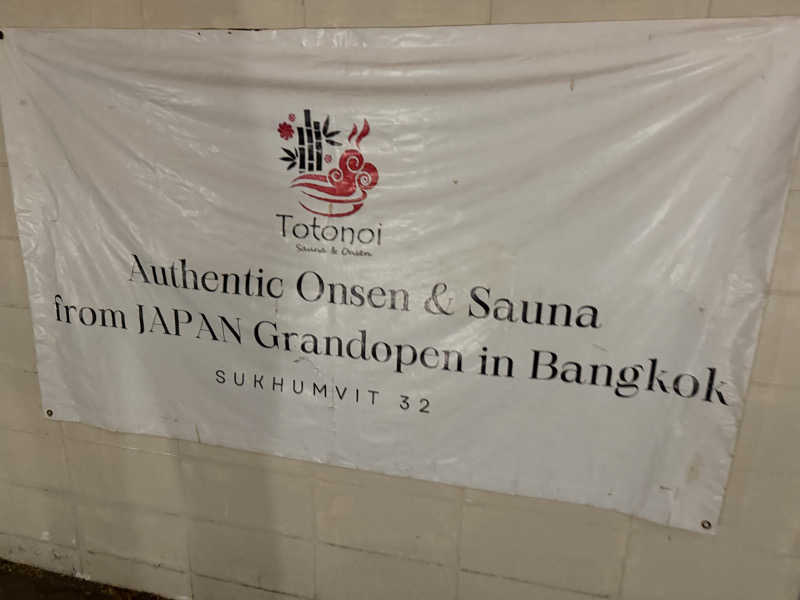 Totonoi
Sauna & Onsen
Authentic Onsen & Sauna
from JAPAN Grandopen in Bangkok
SUKHUMVIT 32